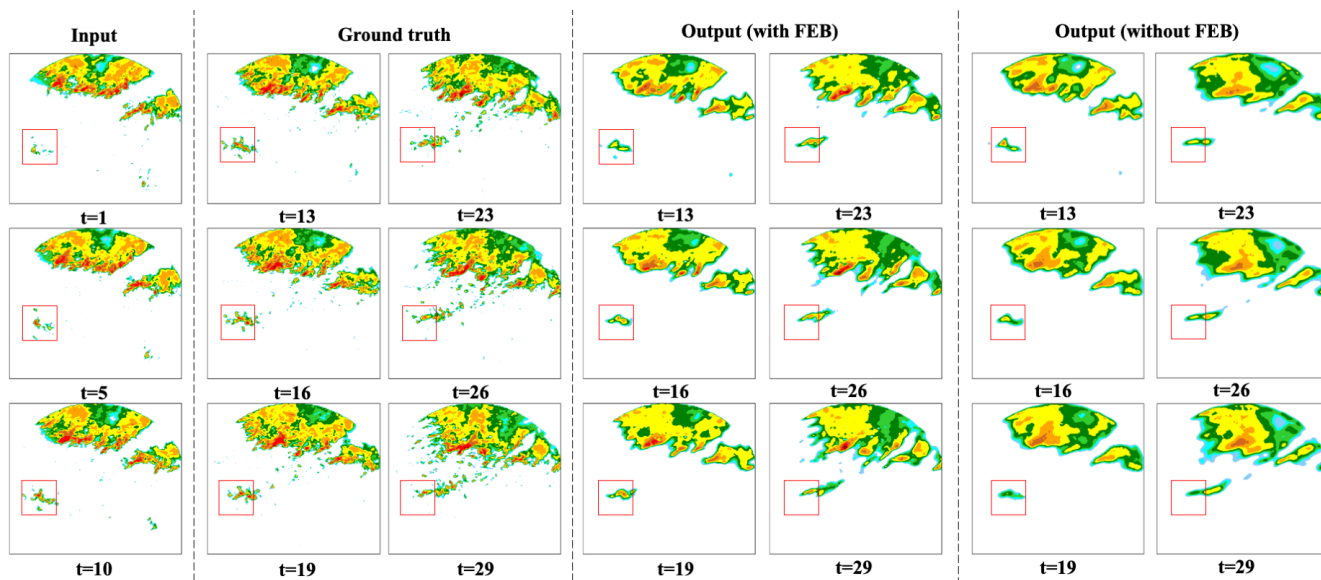 Input Ground truth Output (with FEB) Output (without FEB)
t=1 t=13 t=23 t=13 t=23 t=13 t=23
t=5 t=16 t=26 t=16 t=26 t=16 t=26
t=10 t=19 t=29 t=19 t=29 t=19 t=29